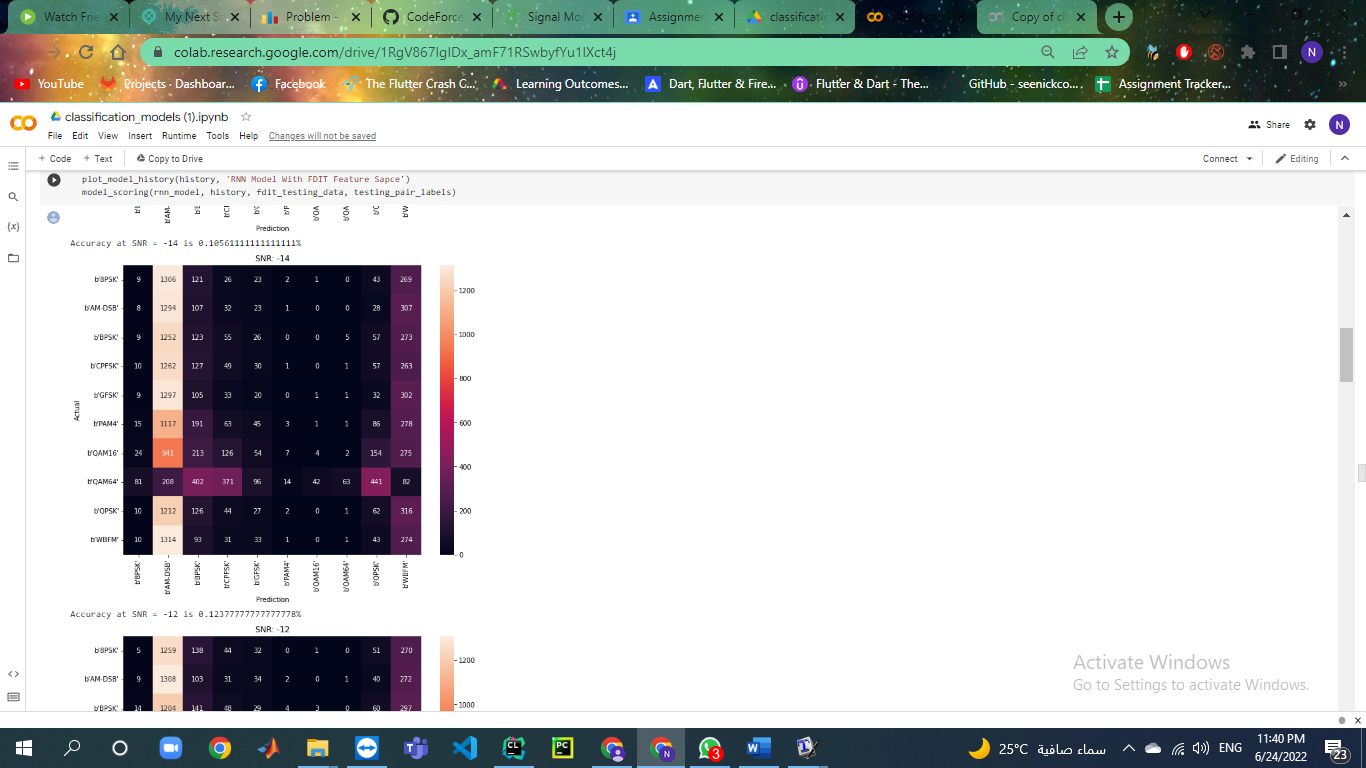 Watch Frie
My Next S
Problem -
CodeForce
Signal Mo
Assignmer
classificatio
Copy of cl
colab.research.google.com/drive/1RgV867IgIDx_amF71RSwbyfYu1IXct4j
N
YouTube
Projects · Dashboar...
Facebook
The Flutter Crash C...
Learning Outcomes...
Dart, Flutter & Fire...
Flutter & Dart - The...
GitHub - seenickco...
Assignment Tracker...
»
classification_models (1).ipynb
File Edit View Insert Runtime Tools Help Changes will not be saved
Share
N
+ Code + Text Copy to Drive
Connect
Editing
plot_model_history(history, 'RNN Model With FDIT Feature Sapce')
model_scoring(rnn_model, history, fdit_testing_data, testing_pair_labels)
Prediction
Accuracy at SNR = -14 is 0.10561111111111111%
SNR: -14
b'8PSK' 9 1306 121 26 23 2 1 0 43 269
b'AM-DSB' 8 1294 107 32 23 1 0 0 28 307
b'BPSK' 9 1252 123 55 26 0 0 5 57 273
b'CPFSK' 10 1262 127 49 30 1 0 1 57 263
b'GFSK' 9 1297 105 33 20 0 1 1 32 302
b'PAM4' 15 1117 191 63 45 3 1 1 86 278
b'QAM16' 24 941 213 126 54 7 4 2 154 275
b'QAM64' 81 208 402 371 96 14 42 63 441 82
b'QPSK' 10 1212 126 44 27 2 0 1 62 316
b'WBFM' 10 1314 93 31 33 1 0 1 43 274
Actual
1200
1000
800
600
400
200
0
b'8PSK' b'AM-DSB' b'BPSK' b'CPFSK' b'GFSK' b'PAM4' b'QAM16' b'QAM64' b'QPSK' b'WBFM'
Prediction
Accuracy at SNR = -12 is 0.12377777777777778%
SNR: -12
b'8PSK' 5 1259 138 44 32 0 1 0 51 270
b'AM-DSB' 9 1308 103 31 34 2 0 1 40 272
b'BPSK' 14 1204 141 48 29 4 3 0 60 297
1200
1000
Activate Windows
Go to Settings to activate Windows.
25°C سماء صافية
ENG
11:40 PM
6/24/2022
23
3